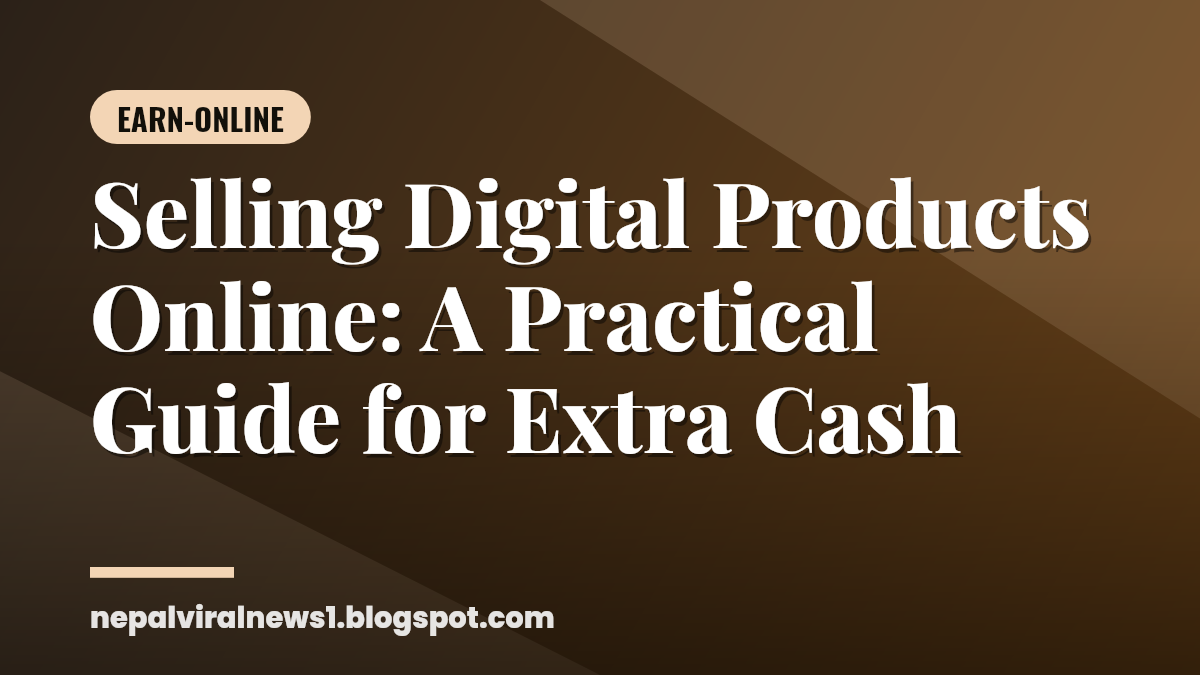 EARN-ONLINE
Selling Digital Products
Online: A Practical
Guide for Extra Cash
nepalviralnews1.blogspot.com